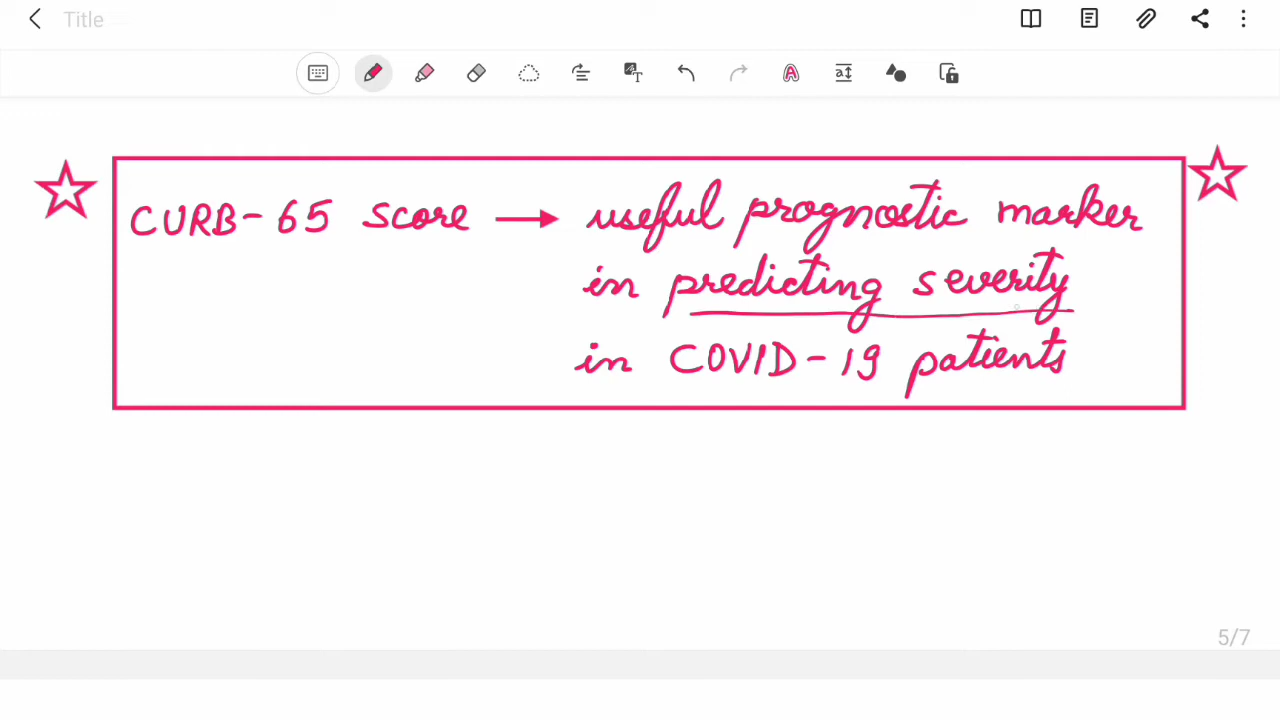 Title
CURB-65 score → useful prognostic marker
in predicting severity
in COVID-19 patients
5/7